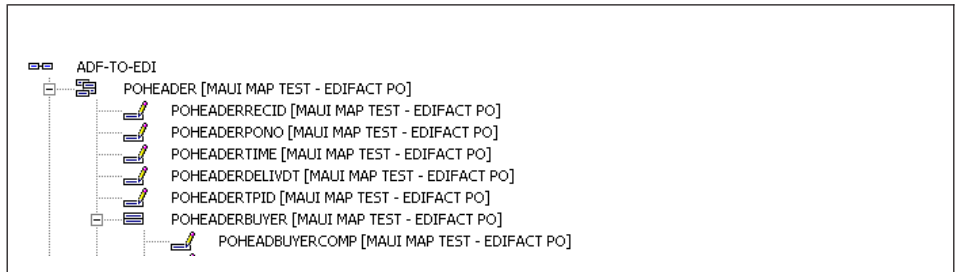 ADF-TO-EDI
POHEADER [MAUI MAP TEST - EDIFACT PO]
POHEADERRECID [MAUI MAP TEST - EDIFACT PO]
POHEADERPONO [MAUI MAP TEST - EDIFACT PO]
POHEADERTIME [MAUI MAP TEST - EDIFACT PO]
POHEADERDELIVDT [MAUI MAP TEST - EDIFACT PO]
POHEADERTPID [MAUI MAP TEST - EDIFACT PO]
POHEADERBUYER [MAUI MAP TEST - EDIFACT PO]
POHEADBUYERCOMP [MAUI MAP TEST - EDIFACT PO]